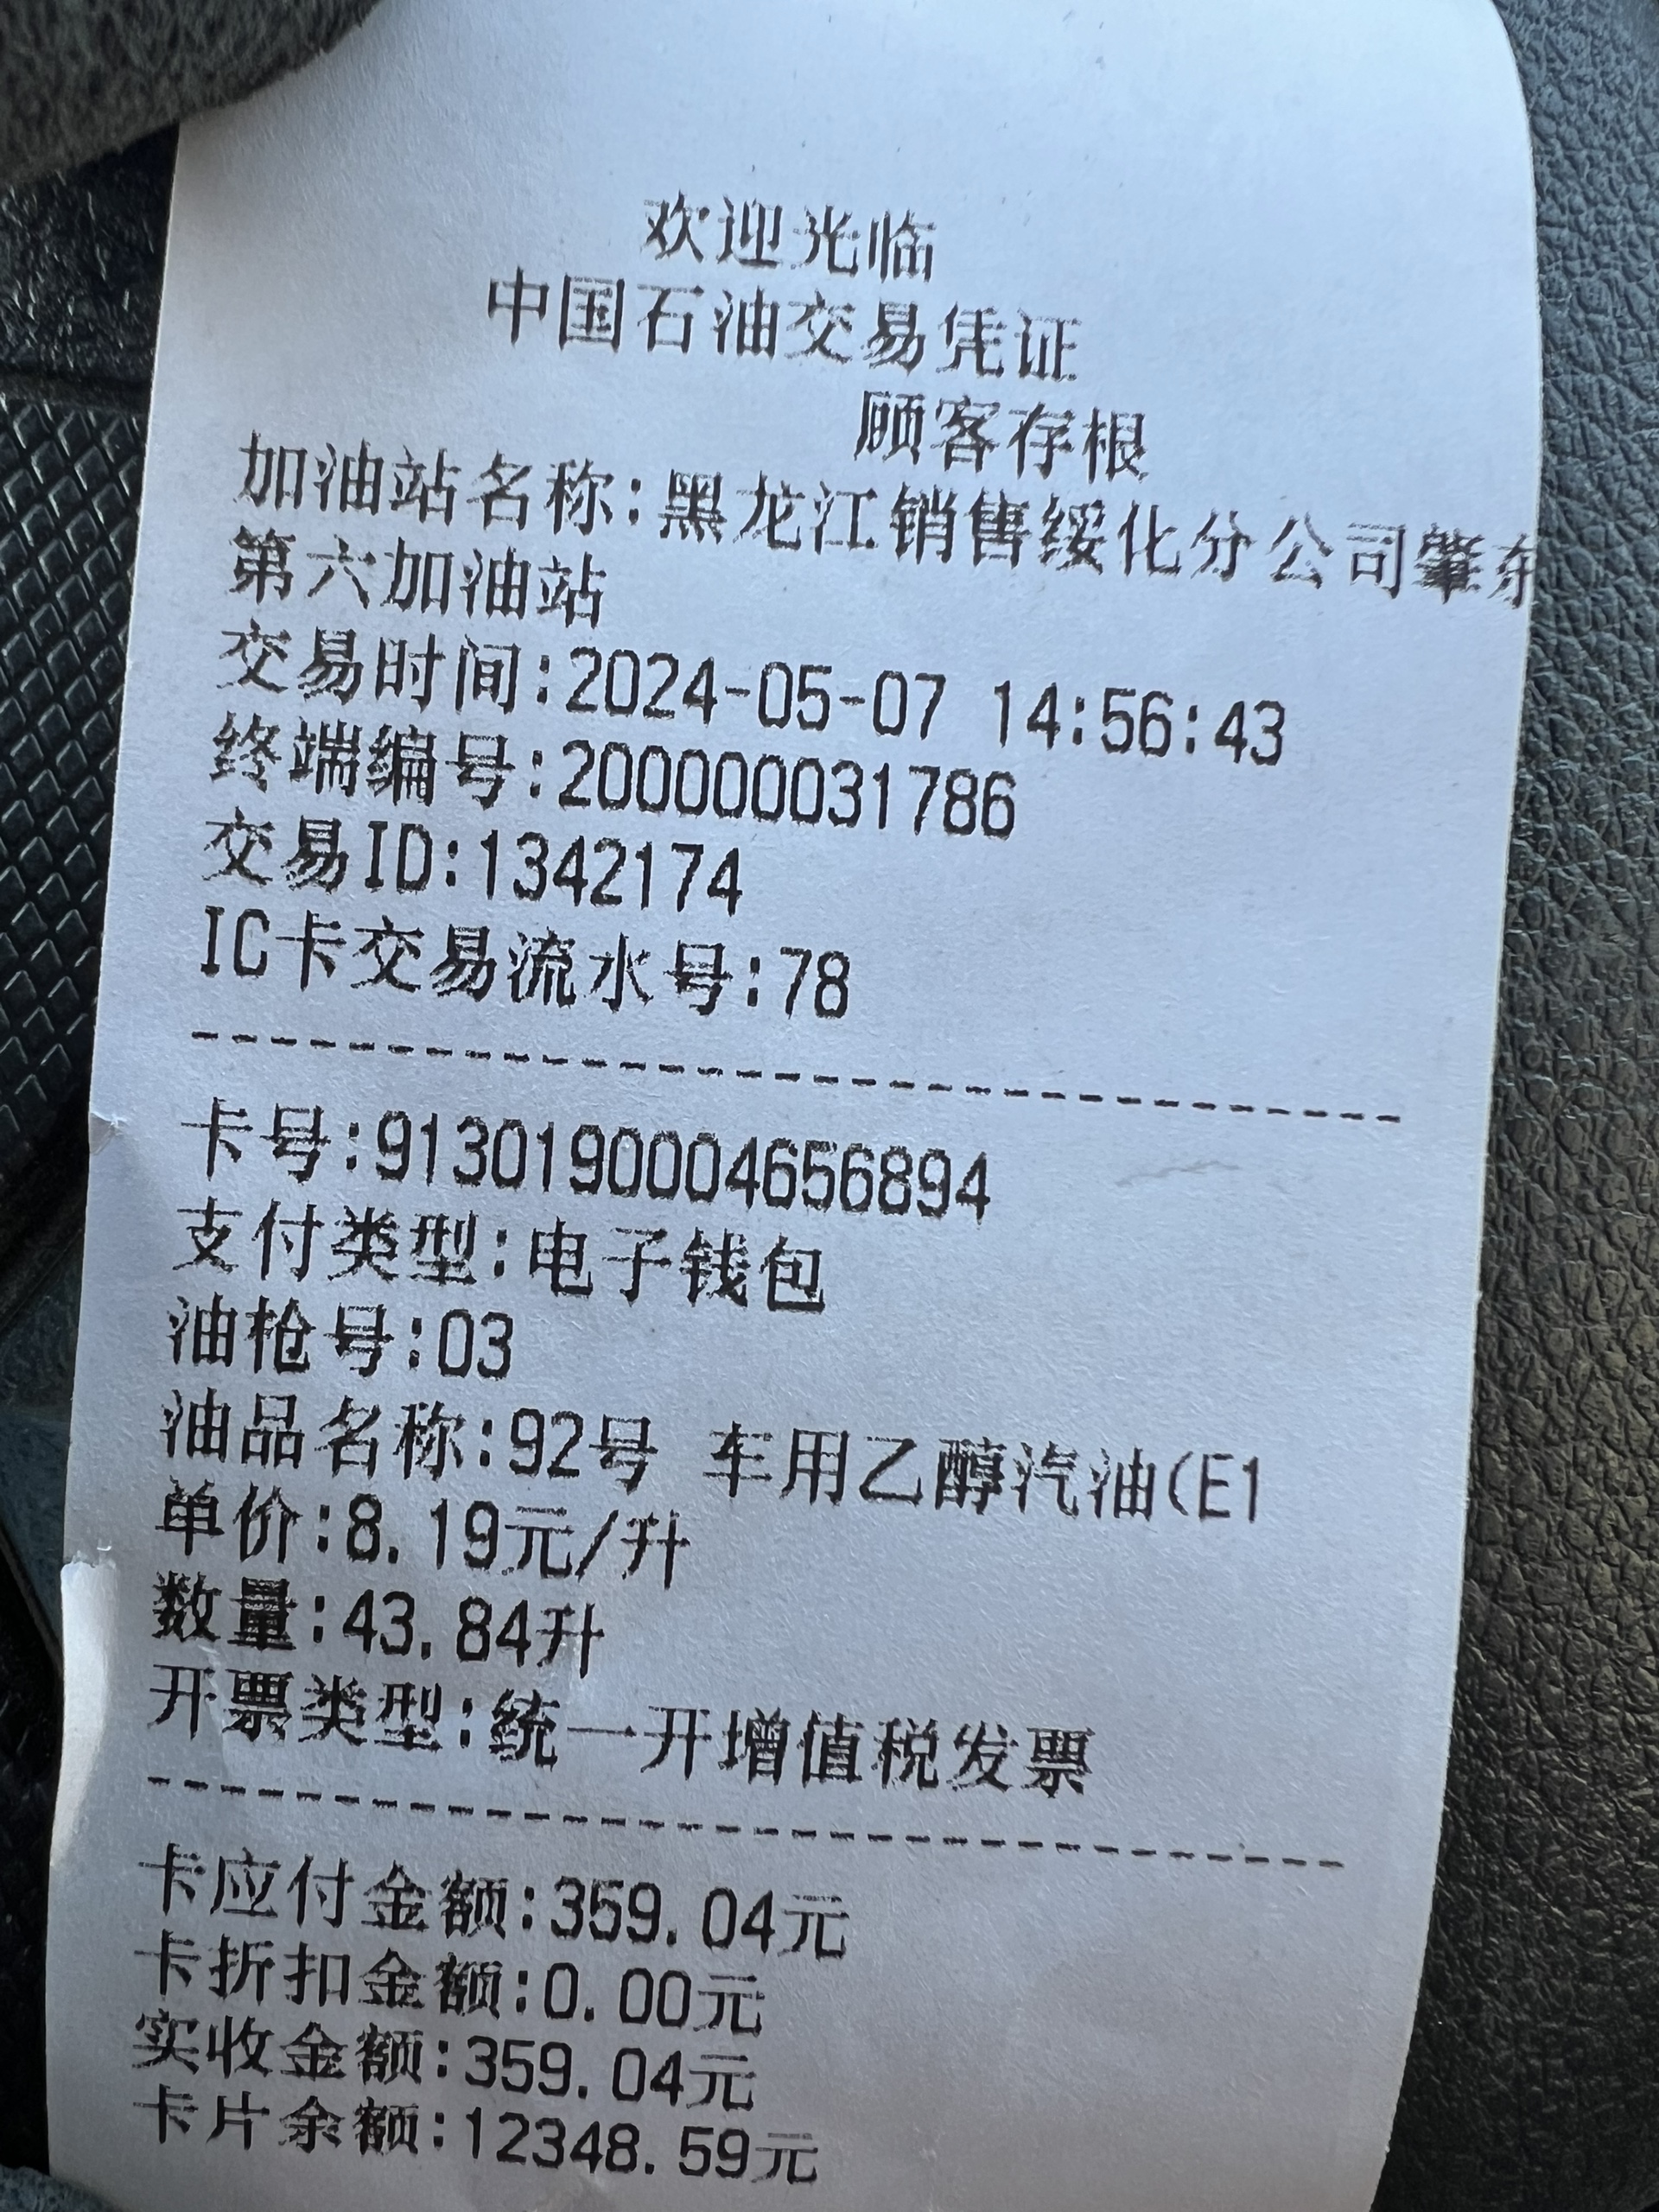 欢迎光临
中国石油交易凭证
顾客存根
加油站名称:黑龙江销售绥化分公司肇东
第六加油站
交易时间:2024-05-07 14:56:43
终端编号:200000031786
交易ID:1342174
IC卡交易流水号:78
--------------------------------
卡号:9130190004656894
支付类型:电子钱包
油枪号:03
油品名称:92号 车用乙醇汽油(E1
单价:8.19元/升
数量:43.84升
开票类型:统一开增值税发票
--------------------------------
卡应付金额:359.04元
卡折扣金额:0.00元
实收金额:359.04元
卡片余额:12348.59元